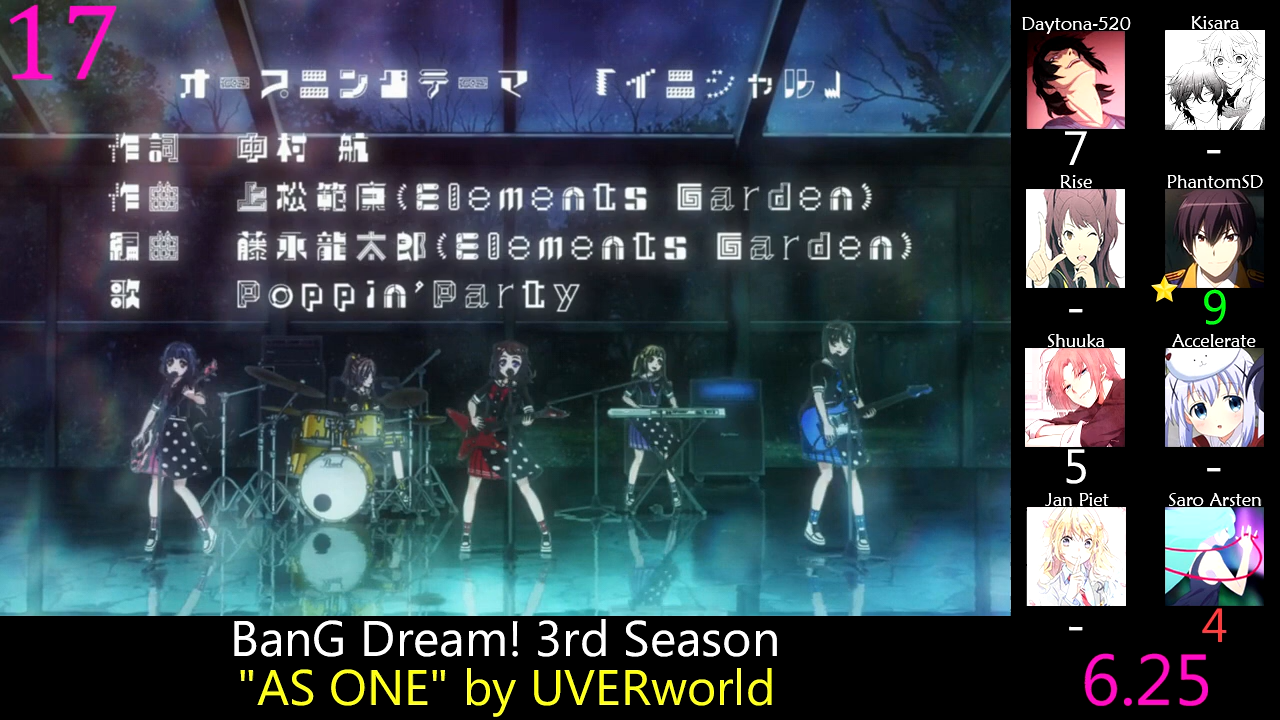 17
オープニングテーマ 「イニシャル」
作詞 中村 航
作曲 上松範康(Elements Garden)
編曲 藤永龍太郎(Elements Garden)
歌 Poppin'Party
Pearl
BanG Dream! 3rd Season
"AS ONE" by UVERworld
Daytona-520
7
Kisara
-
Rise
-
PhantomSD
9
Shuuka
5
Accelerate
-
Jan Piet
-
Saro Arsten
4
6.25